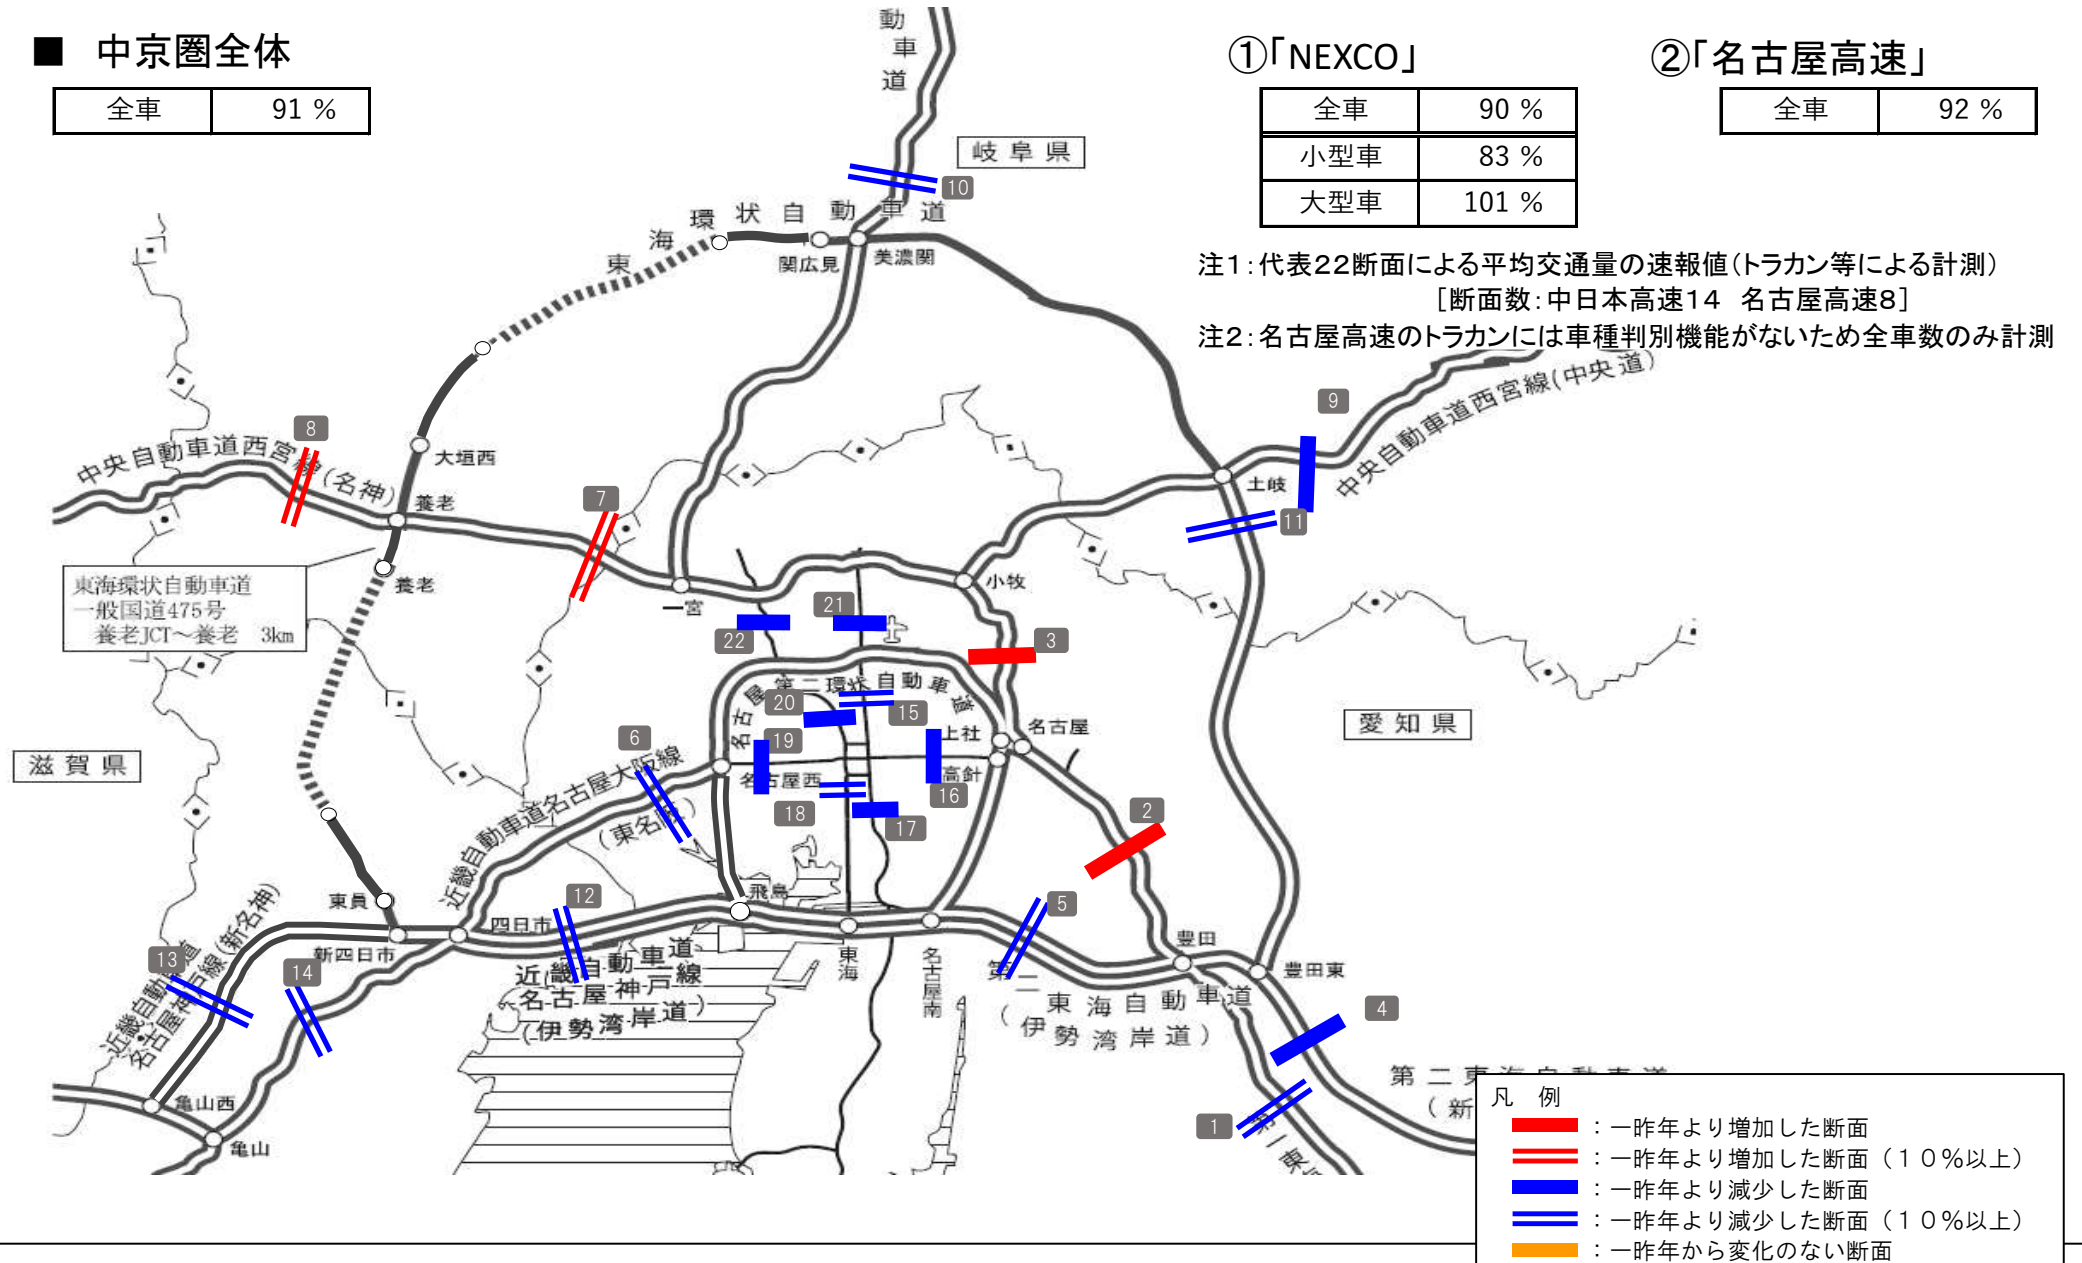 ■ 中京圏全体
全車 91 %
①「NEXCO」
全車 90 %
小型車 83 %
大型車 101 %
②「名古屋高速」
全車 92 %
注1：代表22断面による平均交通量の速報値（トラカン等による計測）
［断面数：中日本高速14 名古屋高速8］
注2：名古屋高速のトラカンには車種判別機能がないため全車数のみ計測
動車道
岐阜県
10
東海環状自動車道
関広見
美濃関
9
中央自動車道西宮線(中央道)
8
中央自動車道西宮線(名神)
大垣西
養老
7
土岐
11
東海環状自動車道
一般国道475号
養老JCT～養老 3km
養老
一宮
小牧
21
22
3
名古屋第二環状自動車道
20
15
上社
名古屋
愛知県
滋賀県
6
19
名古屋西
高針
16
近畿自動車道名古屋大阪線
(東名阪)
18
17
2
東員
飛島
12
5
四日市
新四日市
13
14
近畿自動車道
名古屋神戸線(新名神)
近畿自動車道
名古屋神戸線
(伊勢湾岸道)
東海
名古屋南
豊田
豊田東
第二東海自動車道
(伊勢湾岸道)
4
亀山西
亀山
1
第一東
第二東海自動車道
(新
凡 例
：一昨年より増加した断面
：一昨年より増加した断面（１０％以上）
：一昨年より減少した断面
：一昨年より減少した断面（１０％以上）
：一昨年から変化のない断面